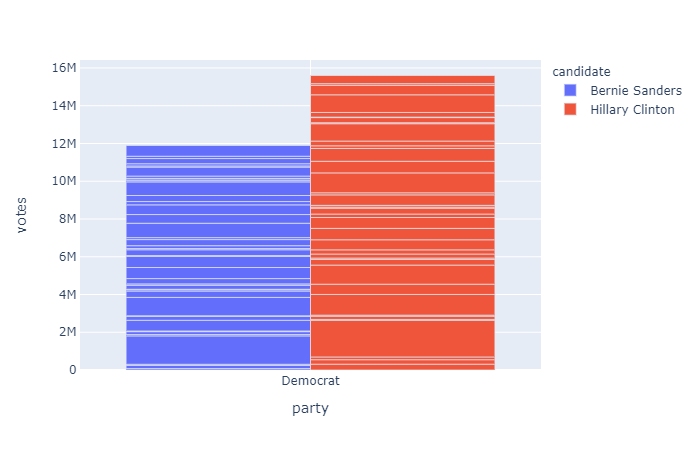 16M
14M
12M
10M
8M
6M
4M
2M
0
votes
Democrat
party
candidate
Bernie Sanders
Hillary Clinton